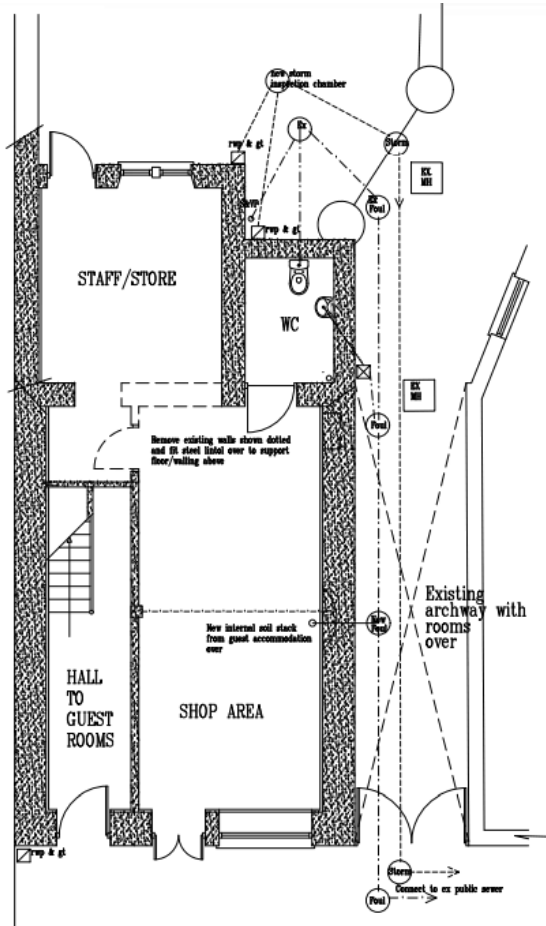 new storm
inspection chamber
Ex
rwp & gt
Storm
EX
MH
Ex
Foul
SVP
rwp & gt
STAFF/STORE
WC
EX
MH
Foul
Remove existing walls shown dotted
and fit steel lintol over to support
floor/walling above
Existing
archway with
rooms
over
New internal soil stack
from guest accommodation
over
New
Foul
HALL
TO
GUEST
ROOMS
SHOP AREA
rwp & gt
Storm
Connect to ex public sewer
Foul